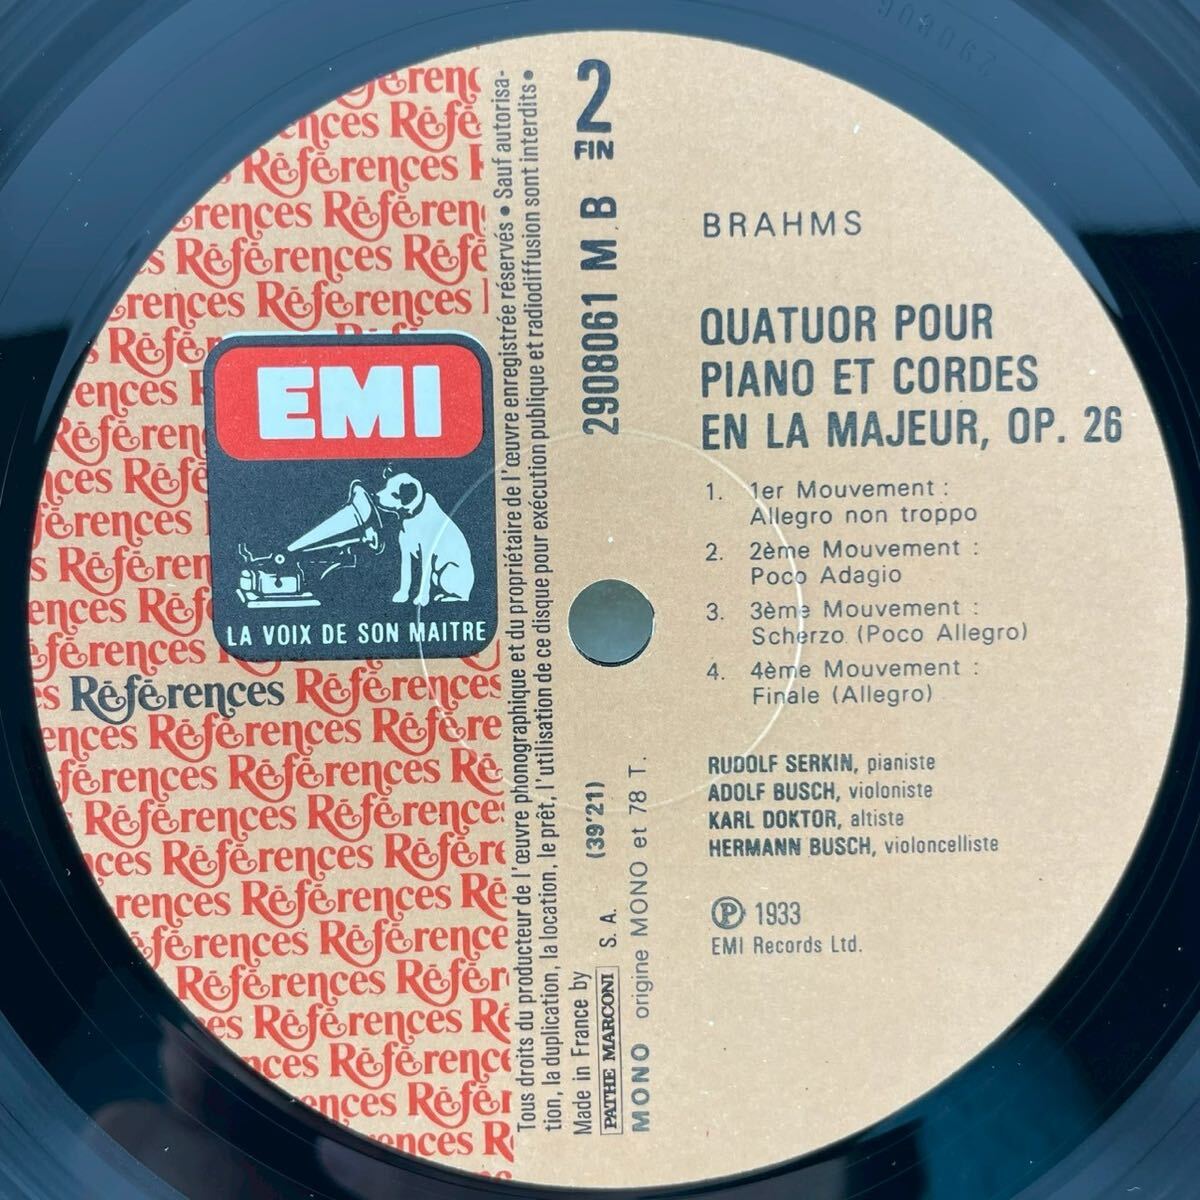 2
FIN
2908061 M B
BRAHMS
QUATUOR POUR
PIANO ET CORDES
EN LA MAJEUR, OP. 26
1. 1er Mouvement :
Allegro non troppo
2. 2ème Mouvement :
Poco Adagio
3. 3ème Mouvement :
Scherzo (Poco Allegro)
4. 4ème Mouvement :
Finale (Allegro)
RUDOLF SERKIN, pianiste
ADOLF BUSCH, violoniste
KARL DOKTOR, altiste
HERMANN BUSCH, violoncelliste
℗ 1933
EMI Records Ltd.
EMI
LA VOIX DE SON MAITRE
Références Références
Tous droits du producteur de l'œuvre phonographique et du propriétaire de l'œuvre enregistrée réservés • Sauf autorisa-
tion, la duplication, la location, le prêt, l'utilisation de ce disque pour exécution publique et radiodiffusion sont interdits •
Made in France by PATHE MARCONI S. A. (39'21)
MONO origine MONO et 78 T.